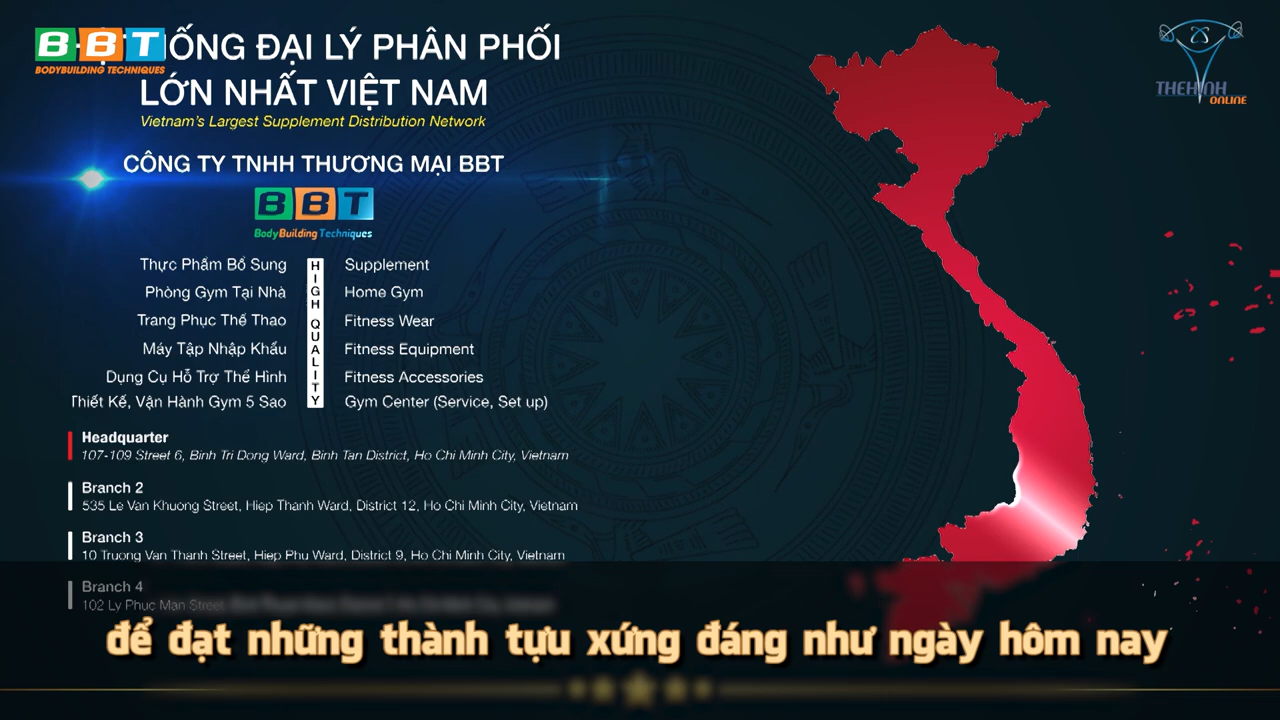 BBT
BODYBUILDING TECHNIQUES
THEHINH
ONLINE
ỐNG ĐẠI LÝ PHÂN PHỐI
LỚN NHẤT VIỆT NAM
Vietnam's Largest Supplement Distribution Network
CÔNG TY TNHH THƯƠNG MẠI BBT
BBT
BodyBuilding Techniques
HIGH QUALITY
Thực Phẩm Bổ Sung Supplement
Phòng Gym Tại Nhà Home Gym
Trang Phục Thể Thao Fitness Wear
Máy Tập Nhập Khẩu Fitness Equipment
Dụng Cụ Hỗ Trợ Thể Hình Fitness Accessories
Thiết Kế, Vận Hành Gym 5 Sao Gym Center (Service, Set up)
Headquarter
107-109 Street 6, Binh Tri Dong Ward, Binh Tan District, Ho Chi Minh City, Vietnam
Branch 2
535 Le Van Khuong Street, Hiep Thanh Ward, District 12, Ho Chi Minh City, Vietnam
Branch 3
10 Truong Van Thanh Street, Hiep Phu Ward, District 9, Ho Chi Minh City, Vietnam
Branch 4
102 Ly Phuc Man Street
để đạt những thành tựu xứng đáng như ngày hôm nay